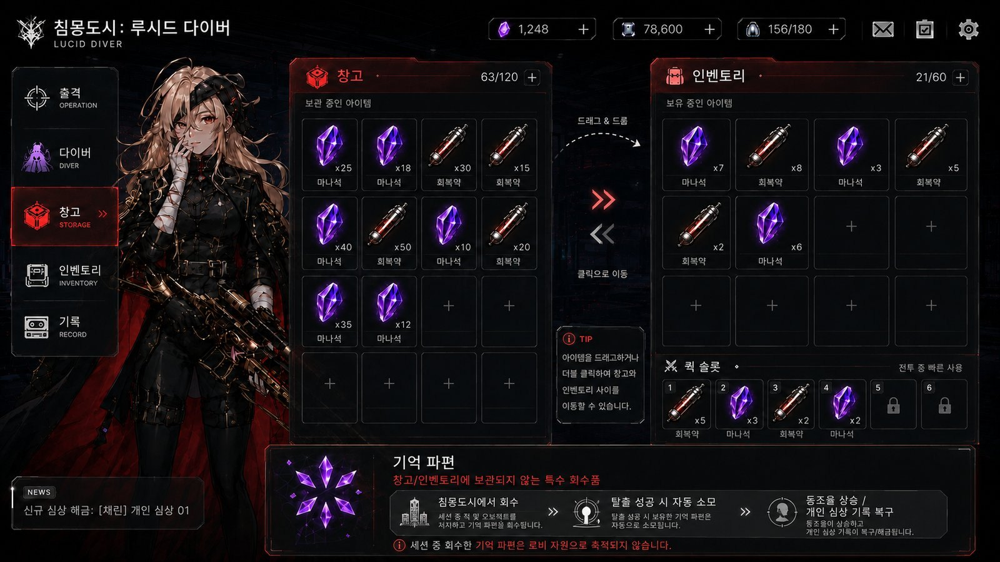 침몽도시: 루시드 다이버
LUCID DIVER
1,248 +
78,600 +
156/180 +
출격
OPERATION
다이버
DIVER
창고
STORAGE
인벤토리
INVENTORY
기록
RECORD
NEWS
신규 심상 해금: [채린] 개인 심상 01
창고
63/120 +
보관 중인 아이템
x25 x18 x30 x15
마나석 마나석 회복약 회복약
x40 x50 x10 x20
마나석 회복약 마나석 회복약
x35 x12
마나석 마나석
드래그 & 드롭
클릭으로 이동
TIP
아이템을 드래그하거나
더블 클릭하여 창고와
인벤토리 사이를
이동할 수 있습니다.
인벤토리
21/60 +
보유 중인 아이템
x7 x8 x3 x5
마나석 회복약 마나석 회복약
x2 x6
회복약 마나석
퀵 슬롯
전투 중 빠른 사용
1 2 3 4 5 6
x5 x3 x2 x2
회복약 마나석 회복약 마나석
기억 파편
창고/인벤토리에 보관되지 않는 특수 회수품
침몽도시에서 회수
세션 중 적 및 오브젝트를
저지하고 기억 파편을 회수됩니다.
탈출 성공 시 자동 소모
탈출 성공 시 보유한 기억 파편은
자동으로 소모됩니다.
동조율 상승 /
개인 심상 기록 복구
동조율이 상승하고
개인 심상 기록이 복구/해금됩니다.
세션 중 회수한 기억 파편은 로비 자원으로 축적되지 않습니다.